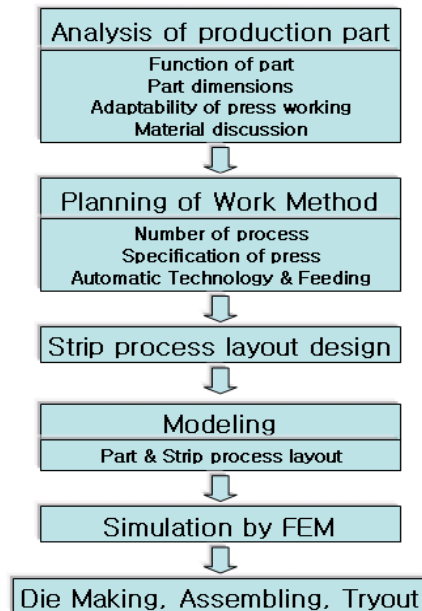 Analysis of production part
Function of part
Part dimensions
Adaptability of press working
Material discussion
Planning of Work Method
Number of process
Specification of press
Automatic Technology & Feeding
Strip process layout design
Modeling
Part & Strip process layout
Simulation by FEM
Die Making, Assembling, Tryout